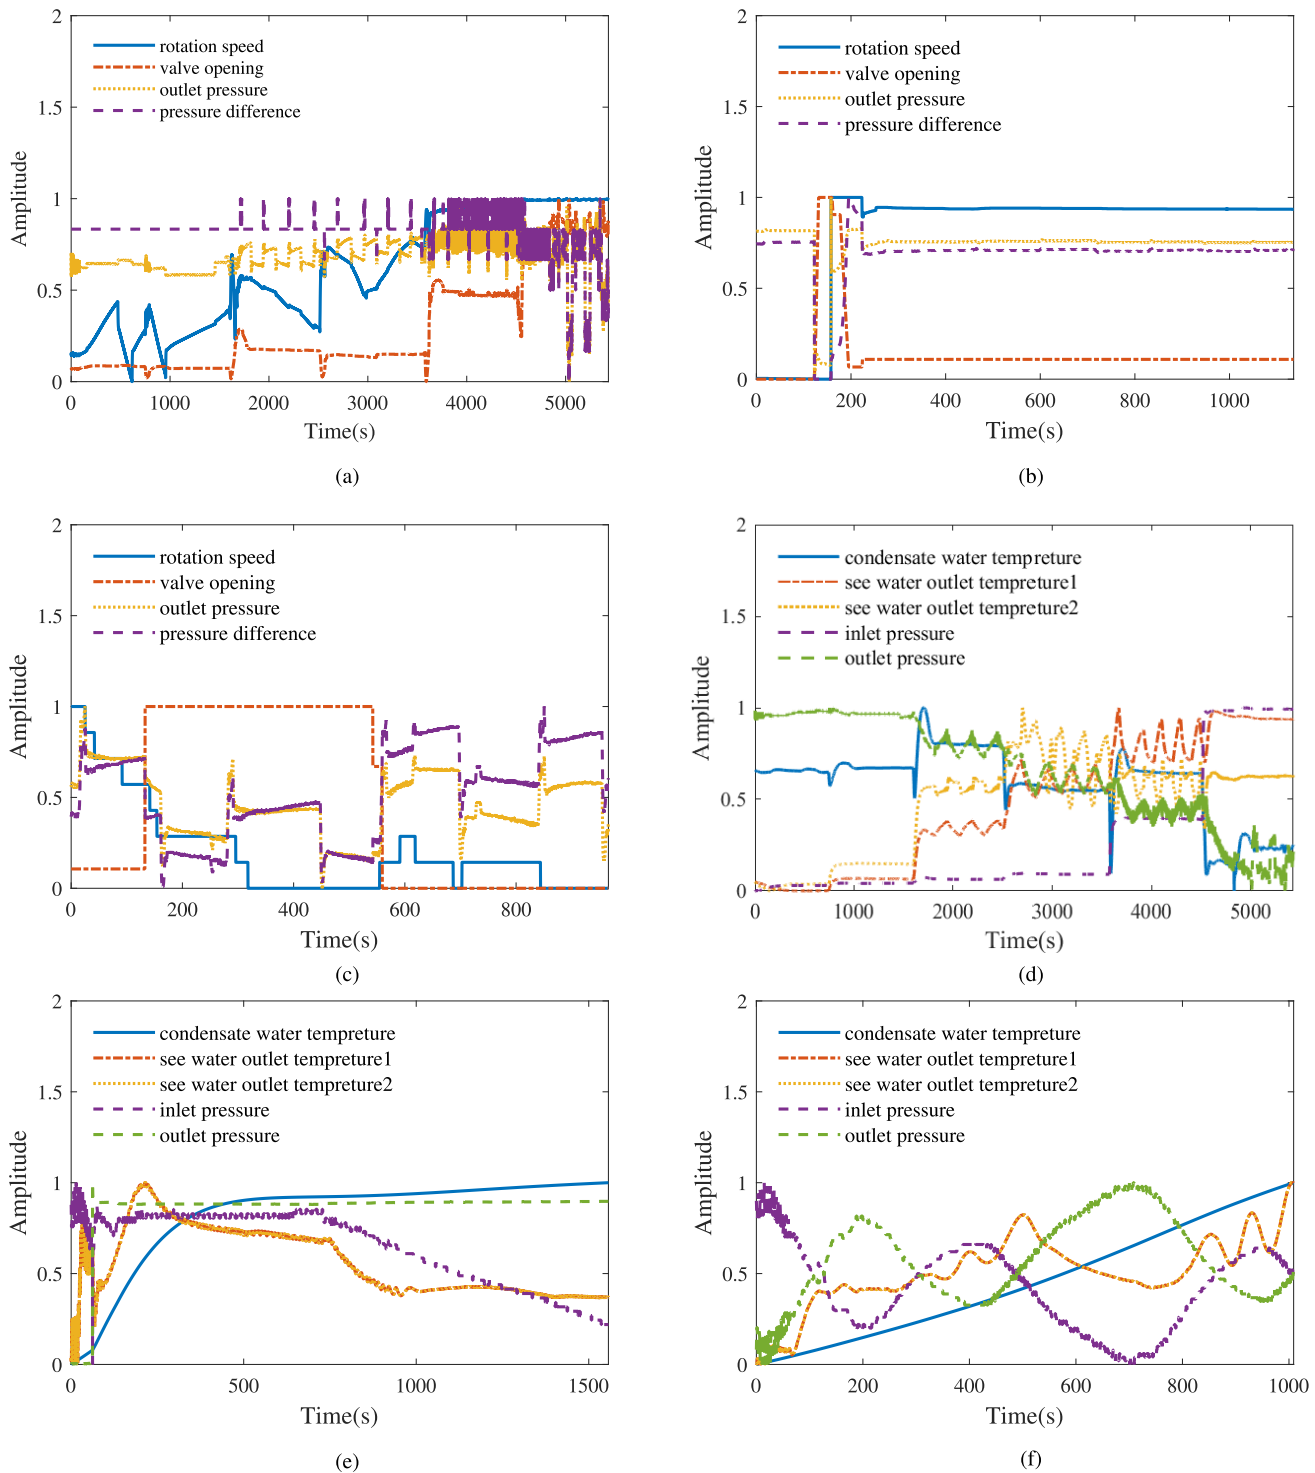 2
rotation speed
valve opening
outlet pressure
pressure difference
1.5
1
0.5
0
Amplitude
0 1000 2000 3000 4000 5000
Time(s)
(a)
2
rotation speed
valve opening
outlet pressure
pressure difference
1.5
1
0.5
0
Amplitude
0 200 400 600 800 1000
Time(s)
(b)
2
rotation speed
valve opening
outlet pressure
pressure difference
1.5
1
0.5
0
Amplitude
0 200 400 600 800
Time(s)
(c)
2
condensate water tempreture
see water outlet tempreture1
see water outlet tempreture2
inlet pressure
outlet pressure
1.5
1
0.5
0
Amplitude
0 1000 2000 3000 4000 5000
Time(s)
(d)
2
condensate water tempreture
see water outlet tempreture1
see water outlet tempreture2
inlet pressure
outlet pressure
1.5
1
0.5
0
Amplitude
0 500 1000 1500
Time(s)
(e)
2
condensate water tempreture
see water outlet tempreture1
see water outlet tempreture2
inlet pressure
outlet pressure
1.5
1
0.5
0
Amplitude
0 200 400 600 800 1000
Time(s)
(f)